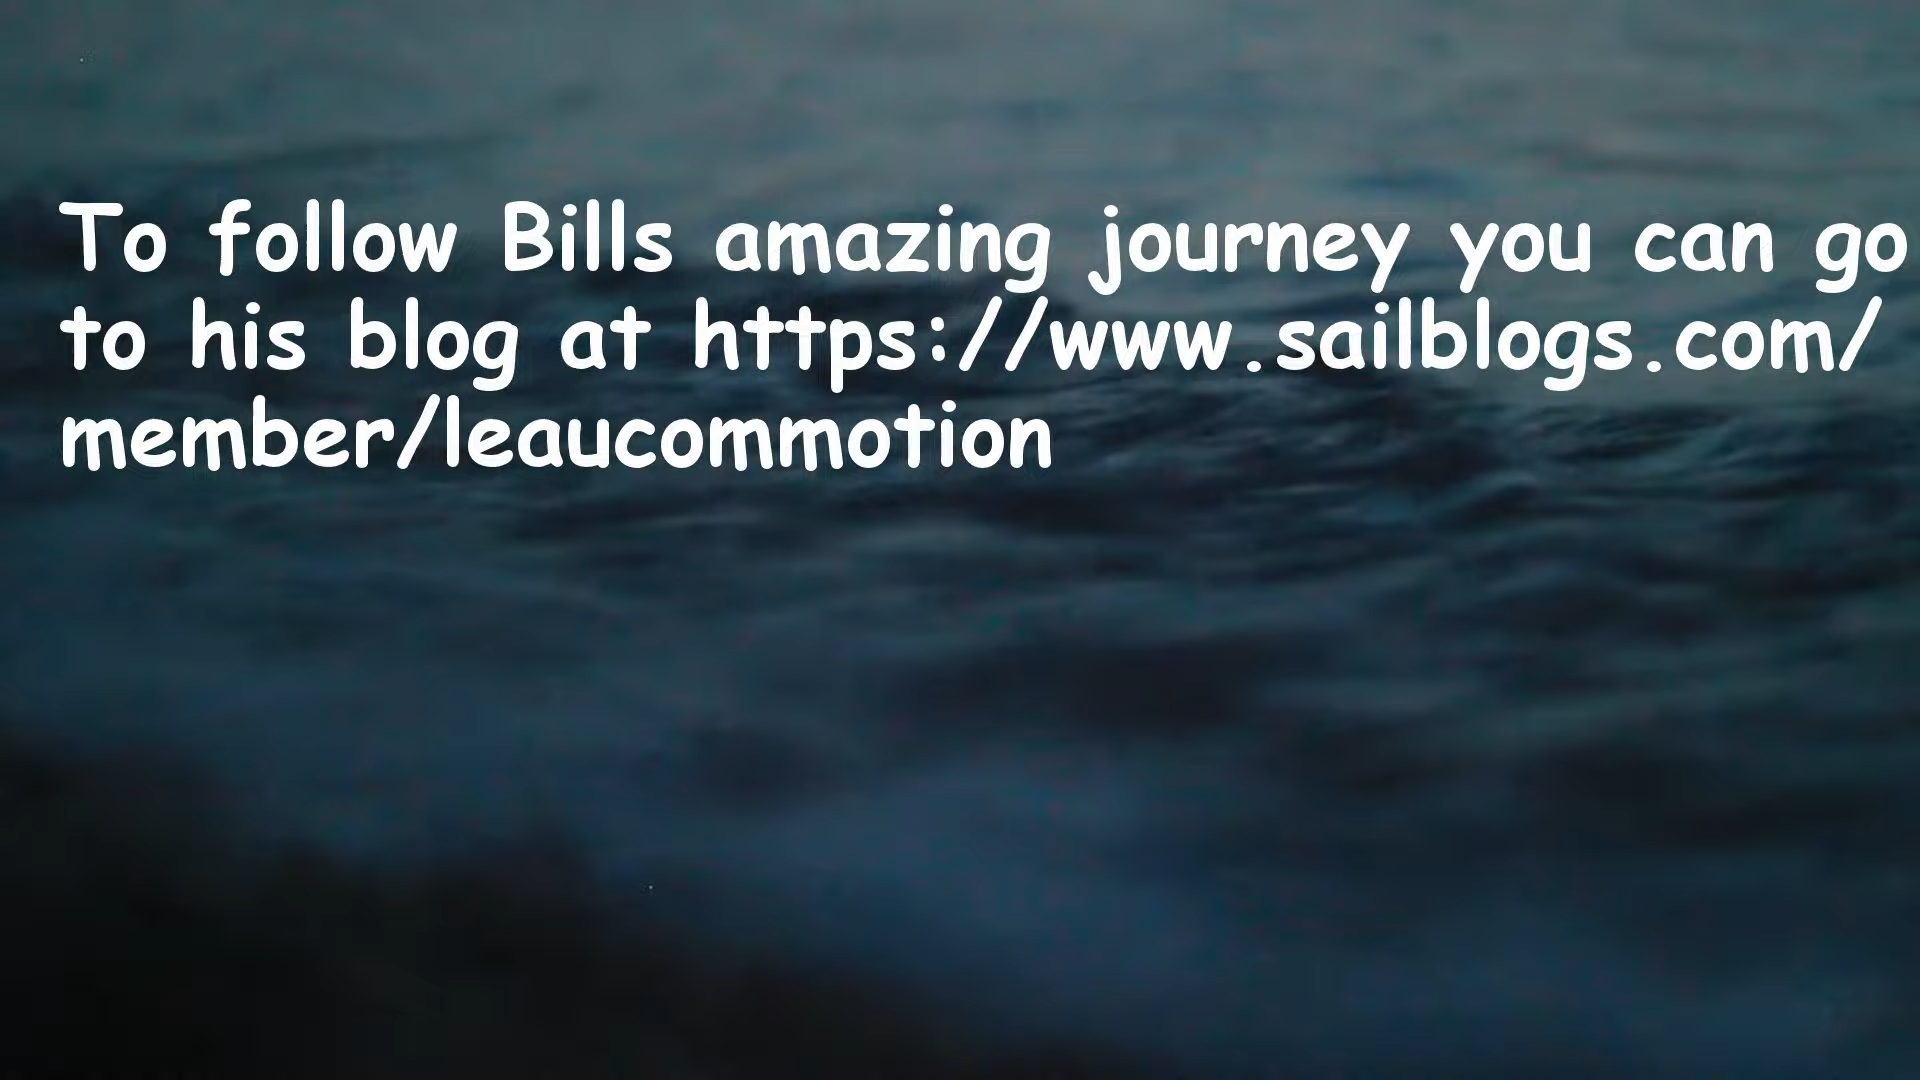 To follow Bills amazing journey you can go
to his blog at https://www.sailblogs.com/
member/leaucommotion